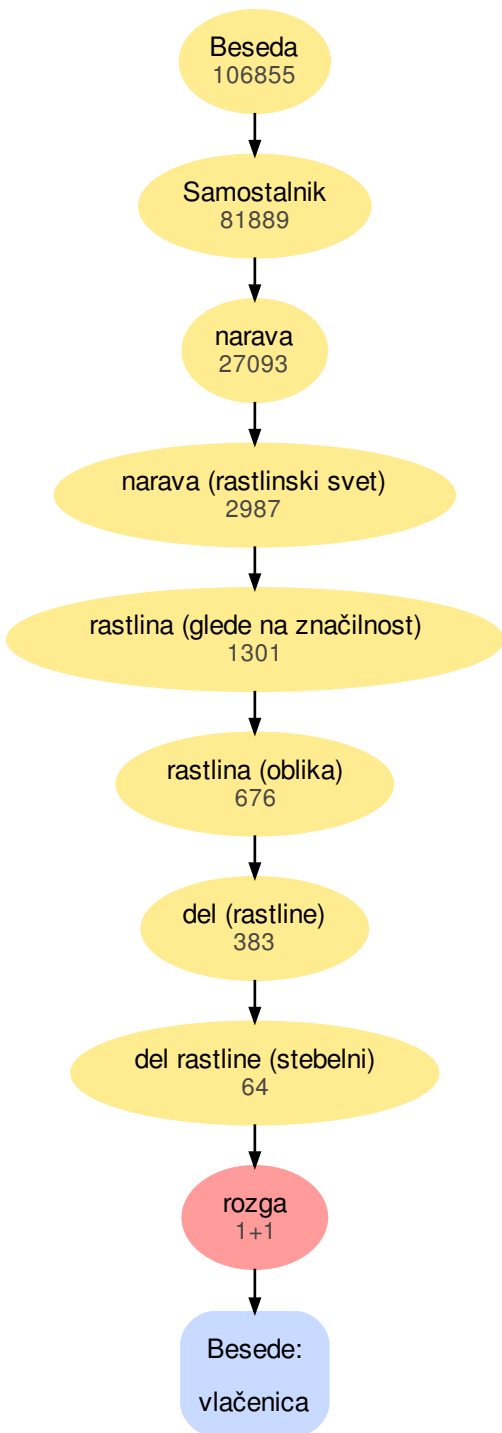 Beseda
106855
Samostalnik
81889
narava
27093
narava (rastlinski svet)
2987
rastlina (glede na značilnost)
1301
rastlina (oblika)
676
del (rastline)
383
del rastline (stebelni)
64
rozga
1+1
Besede:
vlačenica